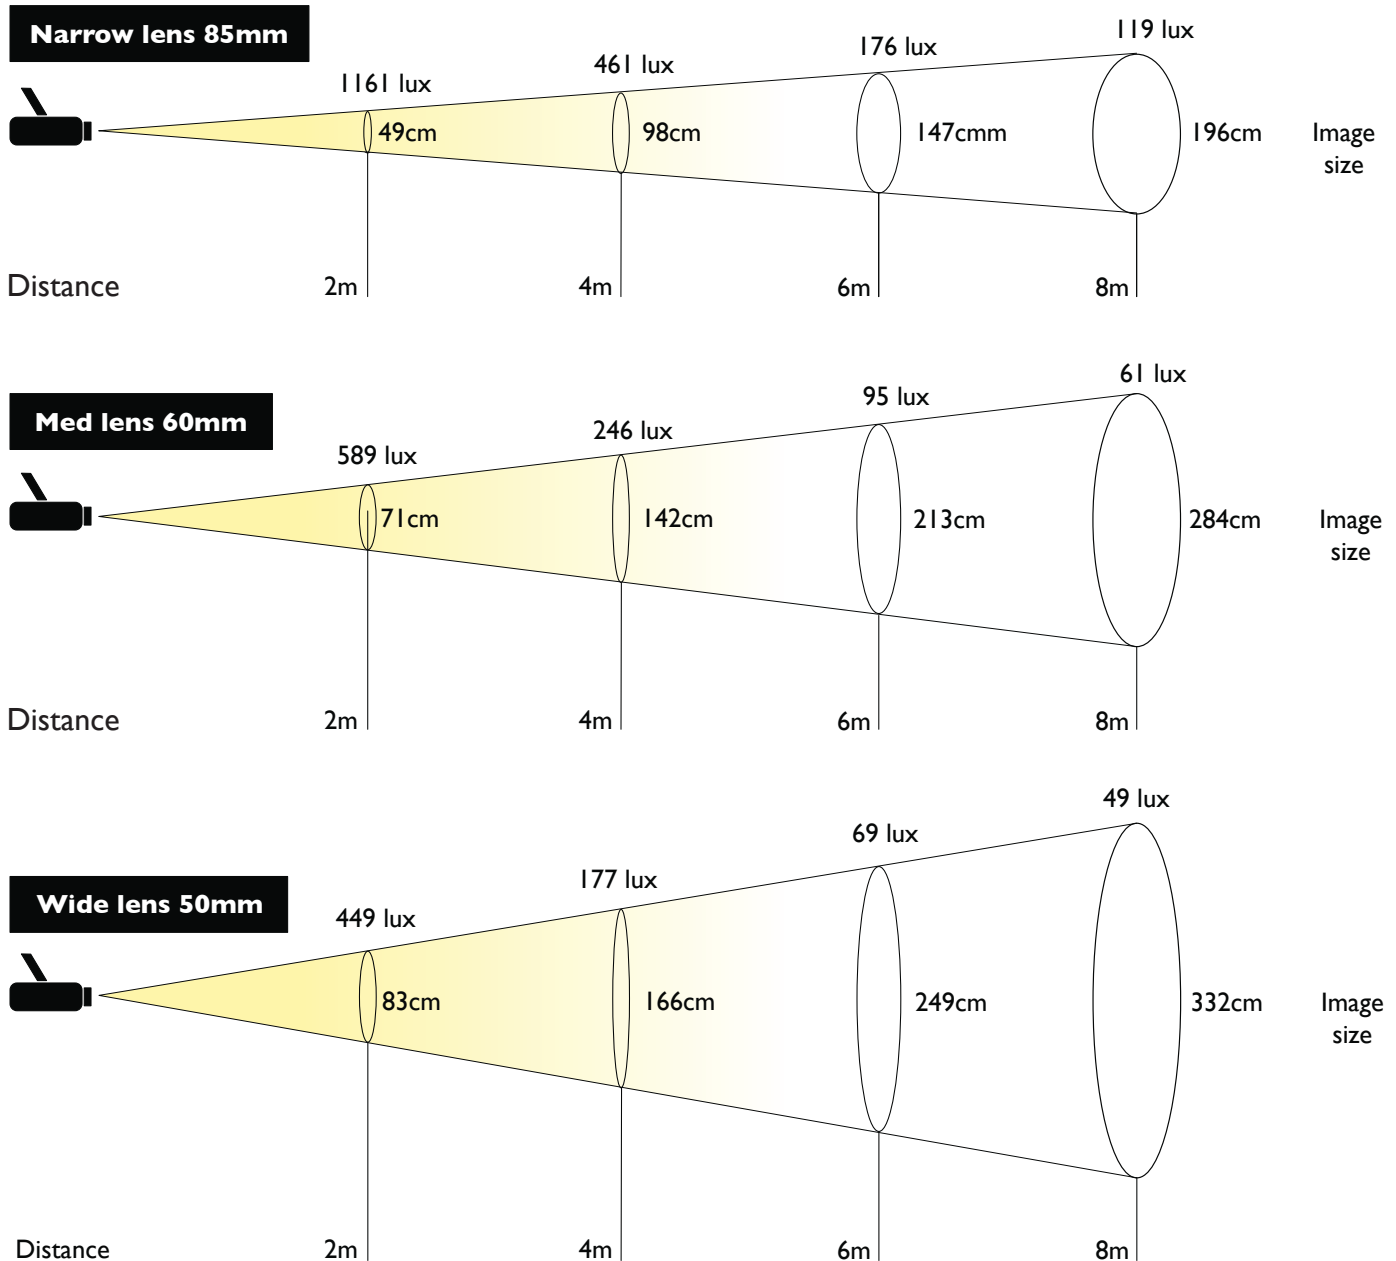 Narrow lens 85mm
1161 lux
461 lux
176 lux
119 lux
49cm
98cm
147cmm
196cm
Image
size
Distance
2m
4m
6m
8m
Med lens 60mm
589 lux
246 lux
95 lux
61 lux
71cm
142cm
213cm
284cm
Image
size
Distance
2m
4m
6m
8m
Wide lens 50mm
449 lux
177 lux
69 lux
49 lux
83cm
166cm
249cm
332cm
Image
size
Distance
2m
4m
6m
8m